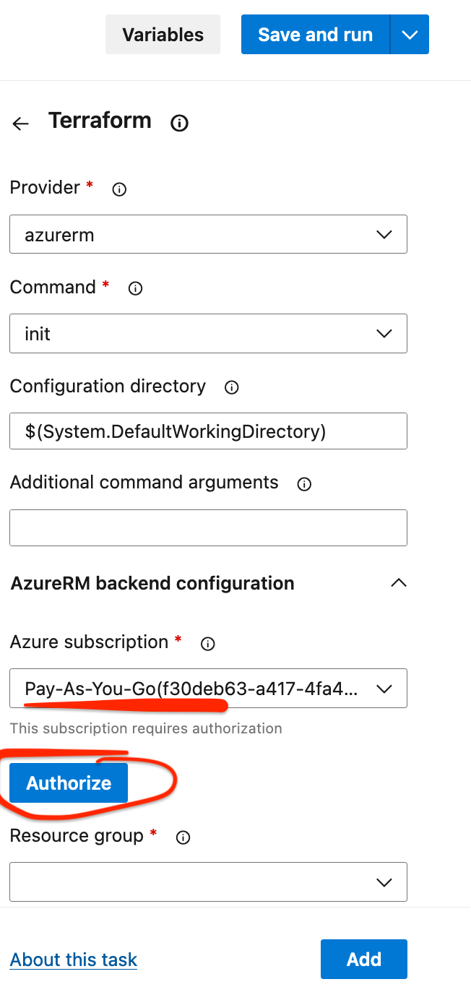 Variables
Save and run
Terraform
Provider *
azurerm
Command *
init
Configuration directory
$(System.DefaultWorkingDirectory)
Additional command arguments
AzureRM backend configuration
Azure subscription *
Pay-As-You-Go(f30deb63-a417-4fa4...
This subscription requires authorization
Authorize
Resource group *
About this task
Add